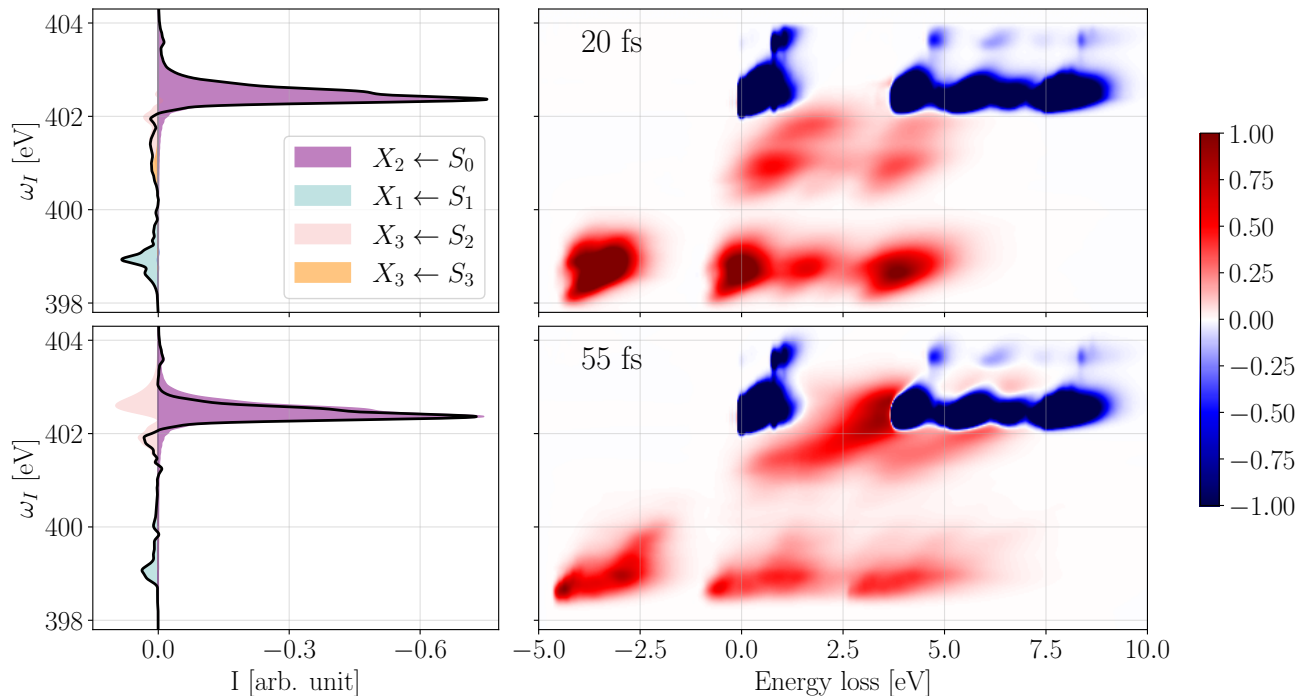 404
402
400
398
ω_I [eV]
X_2 ← S_0
X_1 ← S_1
X_3 ← S_2
X_3 ← S_3
20 fs
1.00
0.75
0.50
0.25
0.00
−0.25
−0.50
−0.75
−1.00
404
402
400
398
ω_I [eV]
55 fs
0.0
−0.3
−0.6
I [arb. unit]
−5.0
−2.5
0.0
2.5
5.0
7.5
10.0
Energy loss [eV]